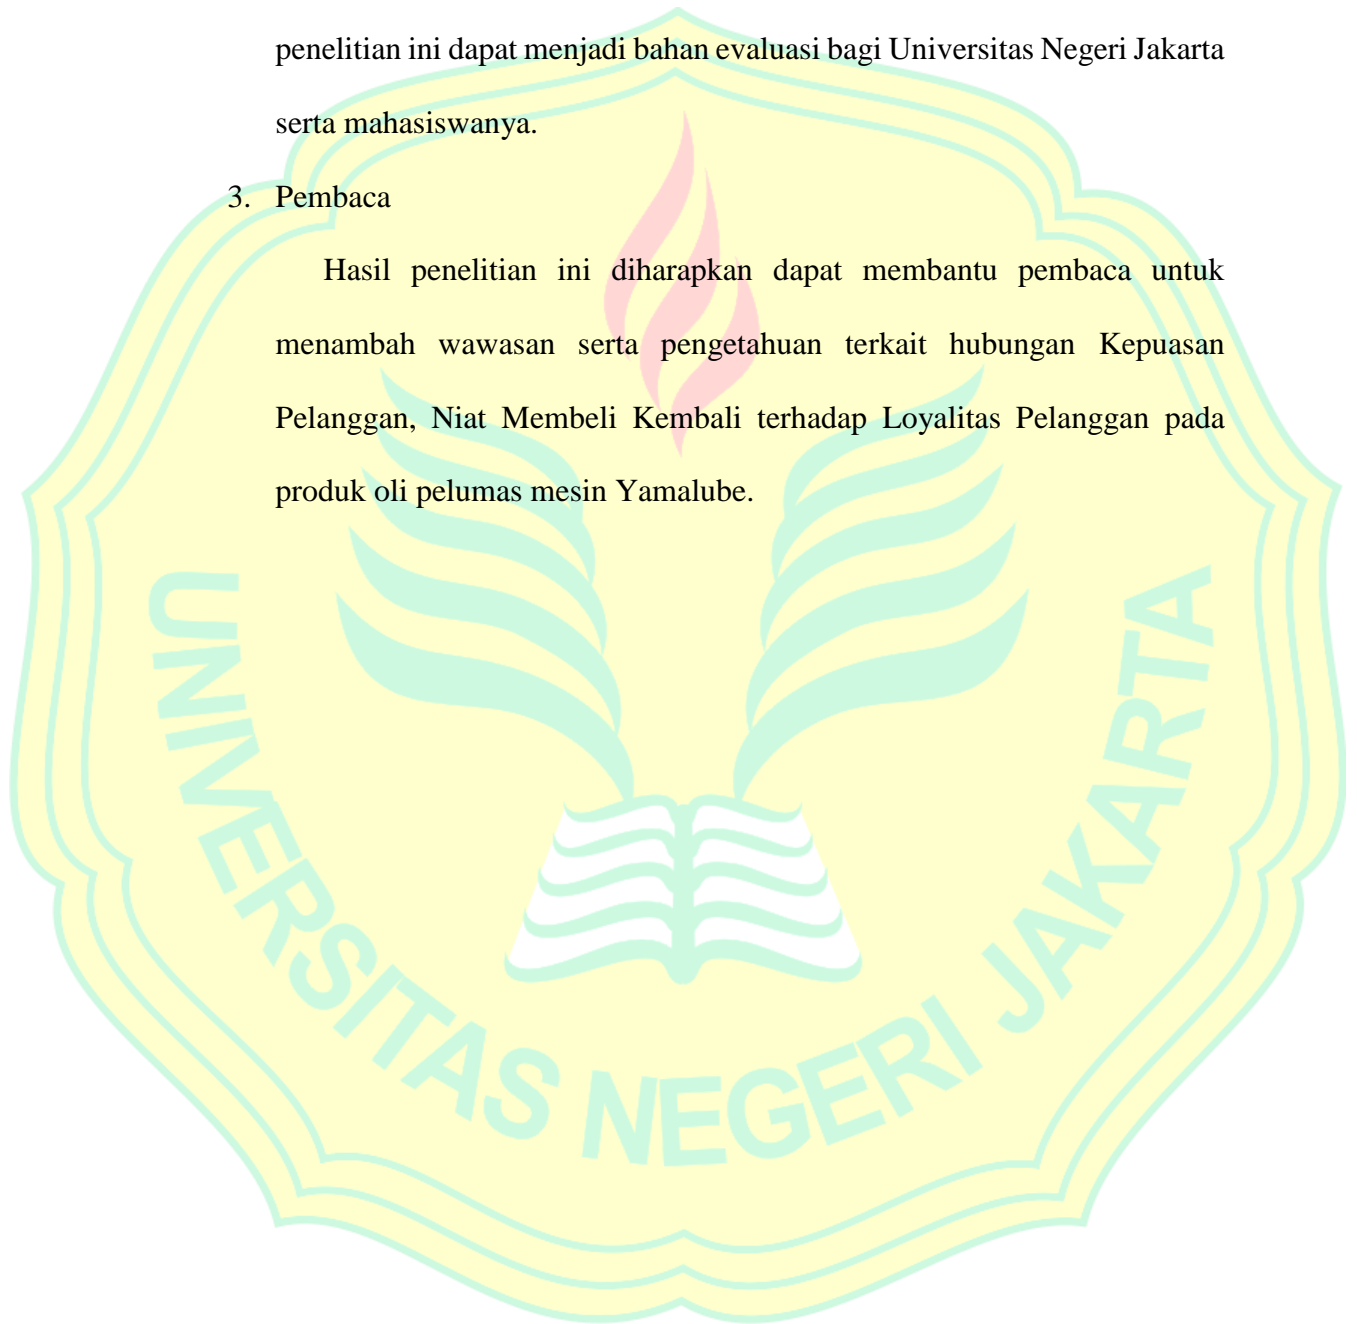 penelitian ini dapat menjadi bahan evaluasi bagi Universitas Negeri Jakarta
serta mahasiswanya.
3. Pembaca
Hasil penelitian ini diharapkan dapat membantu pembaca untuk
menambah wawasan serta pengetahuan terkait hubungan Kepuasan
Pelanggan, Niat Membeli Kembali terhadap Loyalitas Pelanggan pada
produk oli pelumas mesin Yamalube.
UNIVERSITAS NEGERI JAKARTA